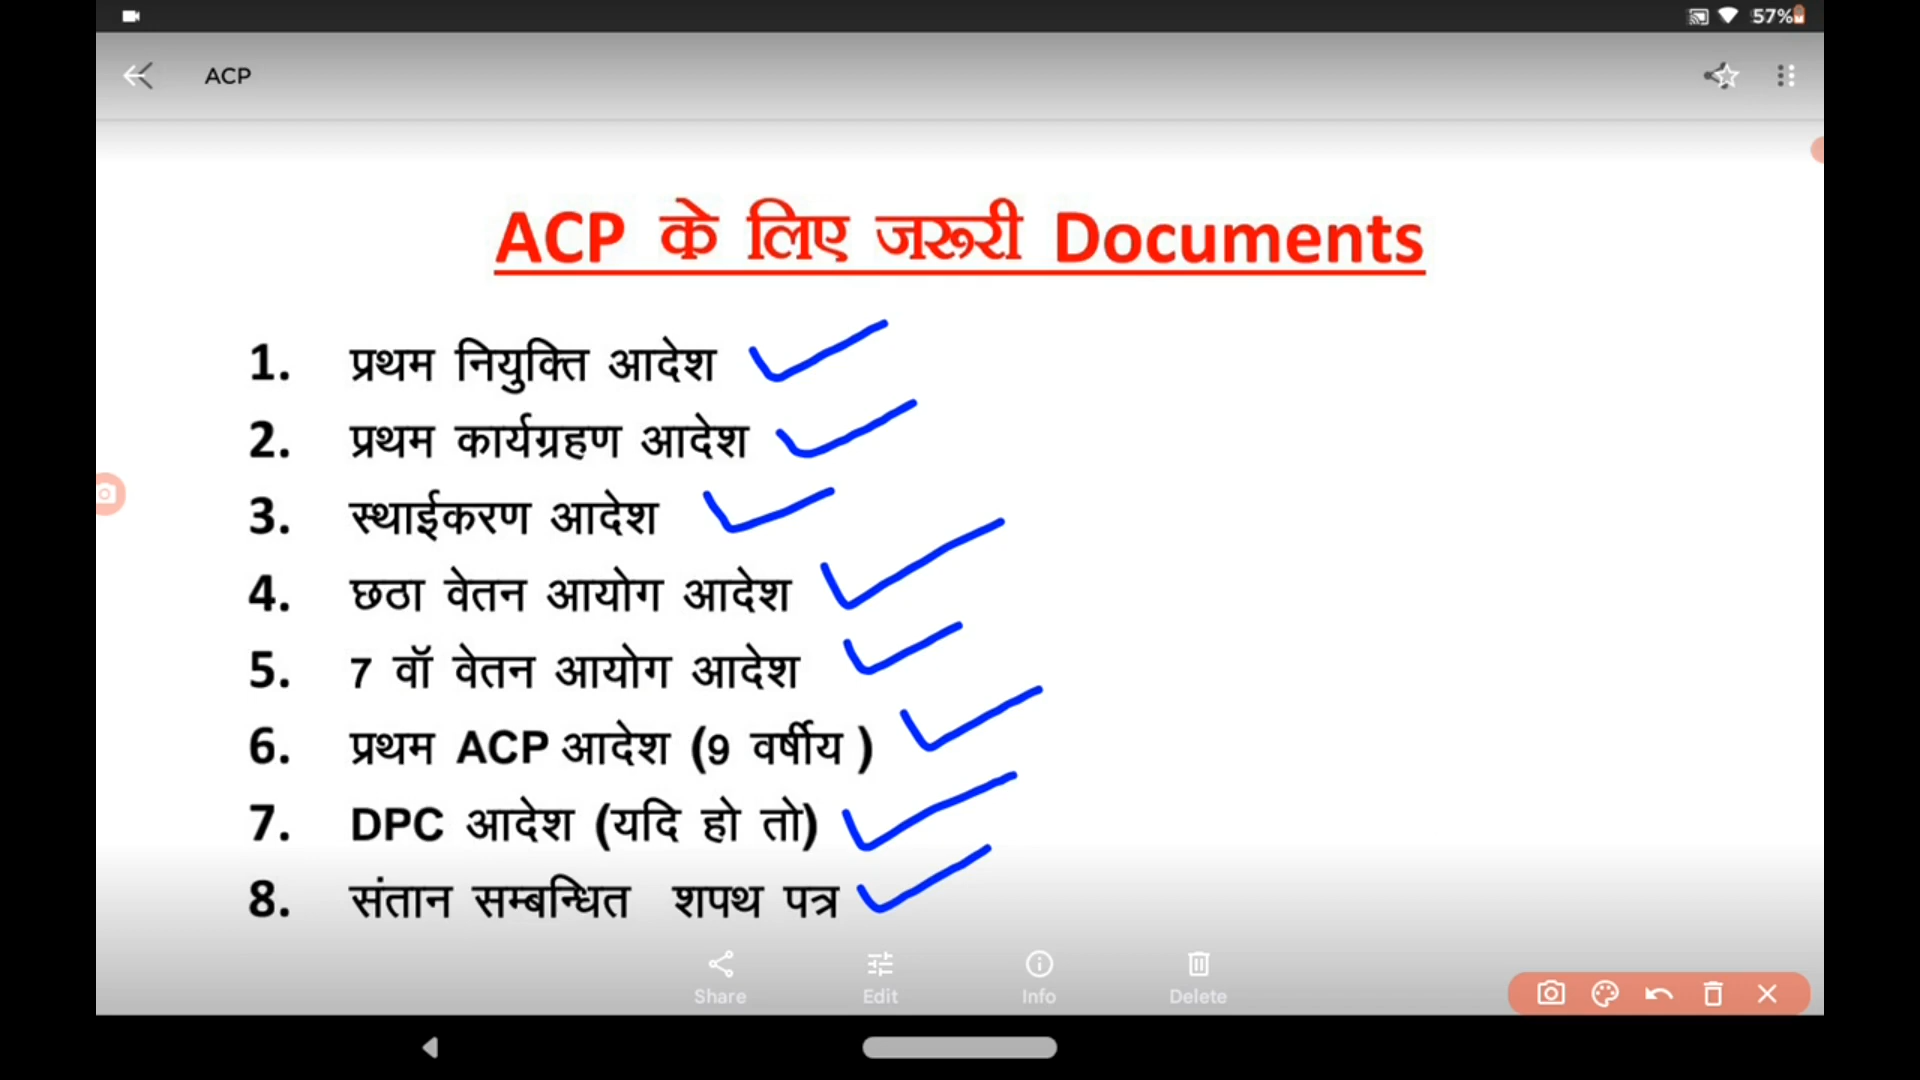 57%
ACP
ACP के लिए जरूरी Documents
1. प्रथम नियुक्ति आदेश
2. प्रथम कार्यग्रहण आदेश
3. स्थाईकरण आदेश
4. छठा वेतन आयोग आदेश
5. 7 वॉ वेतन आयोग आदेश
6. प्रथम ACP आदेश (9 वर्षीय )
7. DPC आदेश (यदि हो तो)
8. संतान सम्बन्धित शपथ पत्र
Share Edit Info Delete